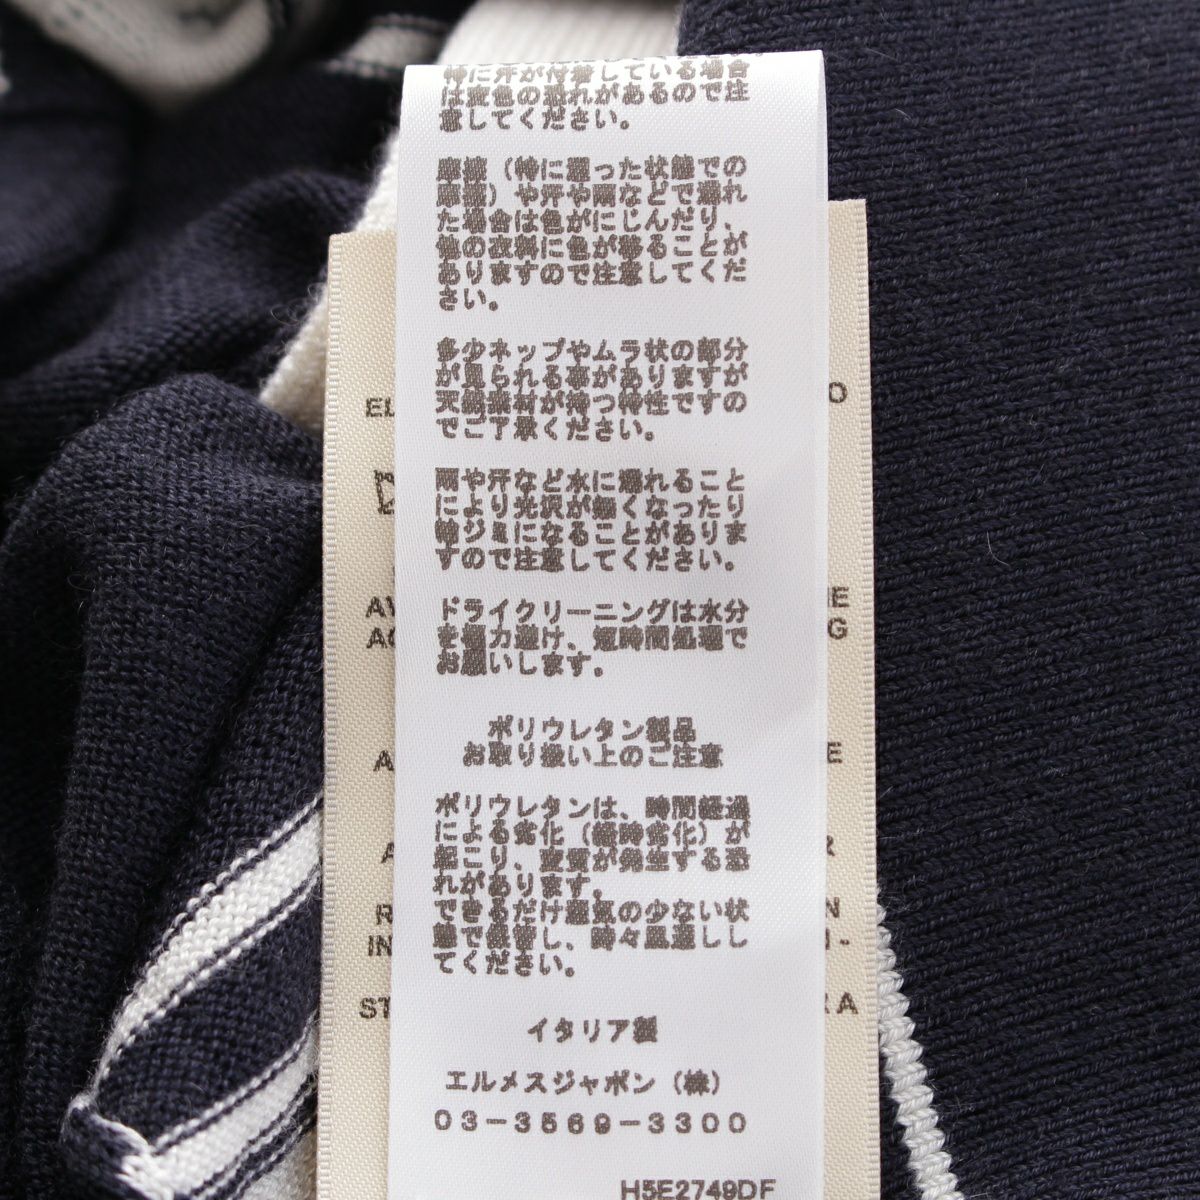 特に汗が付着している場合
は変色の恐れがあるので注
意してください。
摩擦（特に湿った状態での
摩擦）や汗や雨などで濡れ
た場合は色がにじんだり、
他の衣料に色が移ることが
ありますので注意してくだ
さい。
多少ネップやムラ状の部分
が見られる事がありますが
天然素材が持つ特性ですの
でご了承ください。
雨や汗など水に濡れること
により光沢が無くなったり
輪ジミになることがありま
すので注意してください。
ドライクリーニングは水分
を極力避け、短時間処理で
お願いします。
ポリウレタン製品
お取り扱い上のご注意
ポリウレタンは、時間経過
による劣化（経時劣化）が
起こり、変質が発生する恐
れがあります。
できるだけ湿気の少ない状
態で保管し、時々風通しし
てください。
イタリア製
エルメスジャポン（株）
03-3569-3300
H5E2749DF